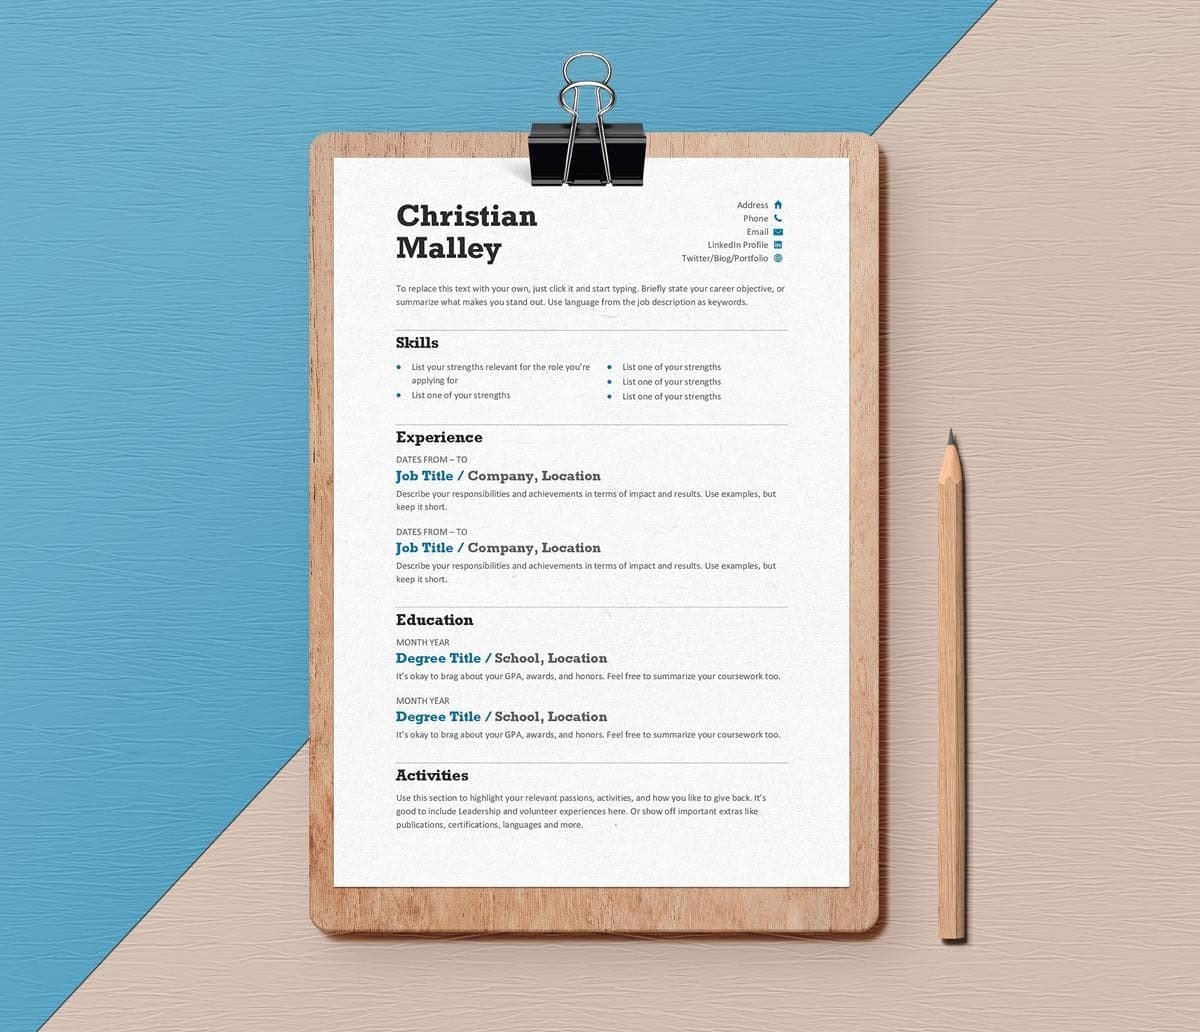 Christian
Malley
Address
Phone
Email
LinkedIn Profile
Twitter/Blog/Portfolio
To replace this text with your own, just click it and start typing. Briefly state your career objective, or
summarize what makes you stand out. Use language from the job description as keywords.
Skills
List your strengths relevant for the role you’re
applying for
List one of your strengths
List one of your strengths
List one of your strengths
List one of your strengths
Experience
DATES FROM – TO
Job Title / Company, Location
Describe your responsibilities and achievements in terms of impact and results. Use examples, but
keep it short.
DATES FROM – TO
Job Title / Company, Location
Describe your responsibilities and achievements in terms of impact and results. Use examples, but
keep it short.
Education
MONTH YEAR
Degree Title / School, Location
It’s okay to brag about your GPA, awards, and honors. Feel free to summarize your coursework too.
MONTH YEAR
Degree Title / School, Location
It’s okay to brag about your GPA, awards, and honors. Feel free to summarize your coursework too.
Activities
Use this section to highlight your relevant passions, activities, and how you like to give back. It’s
good to include Leadership and volunteer experiences here. Or show off important extras like
publications, certifications, languages and more.